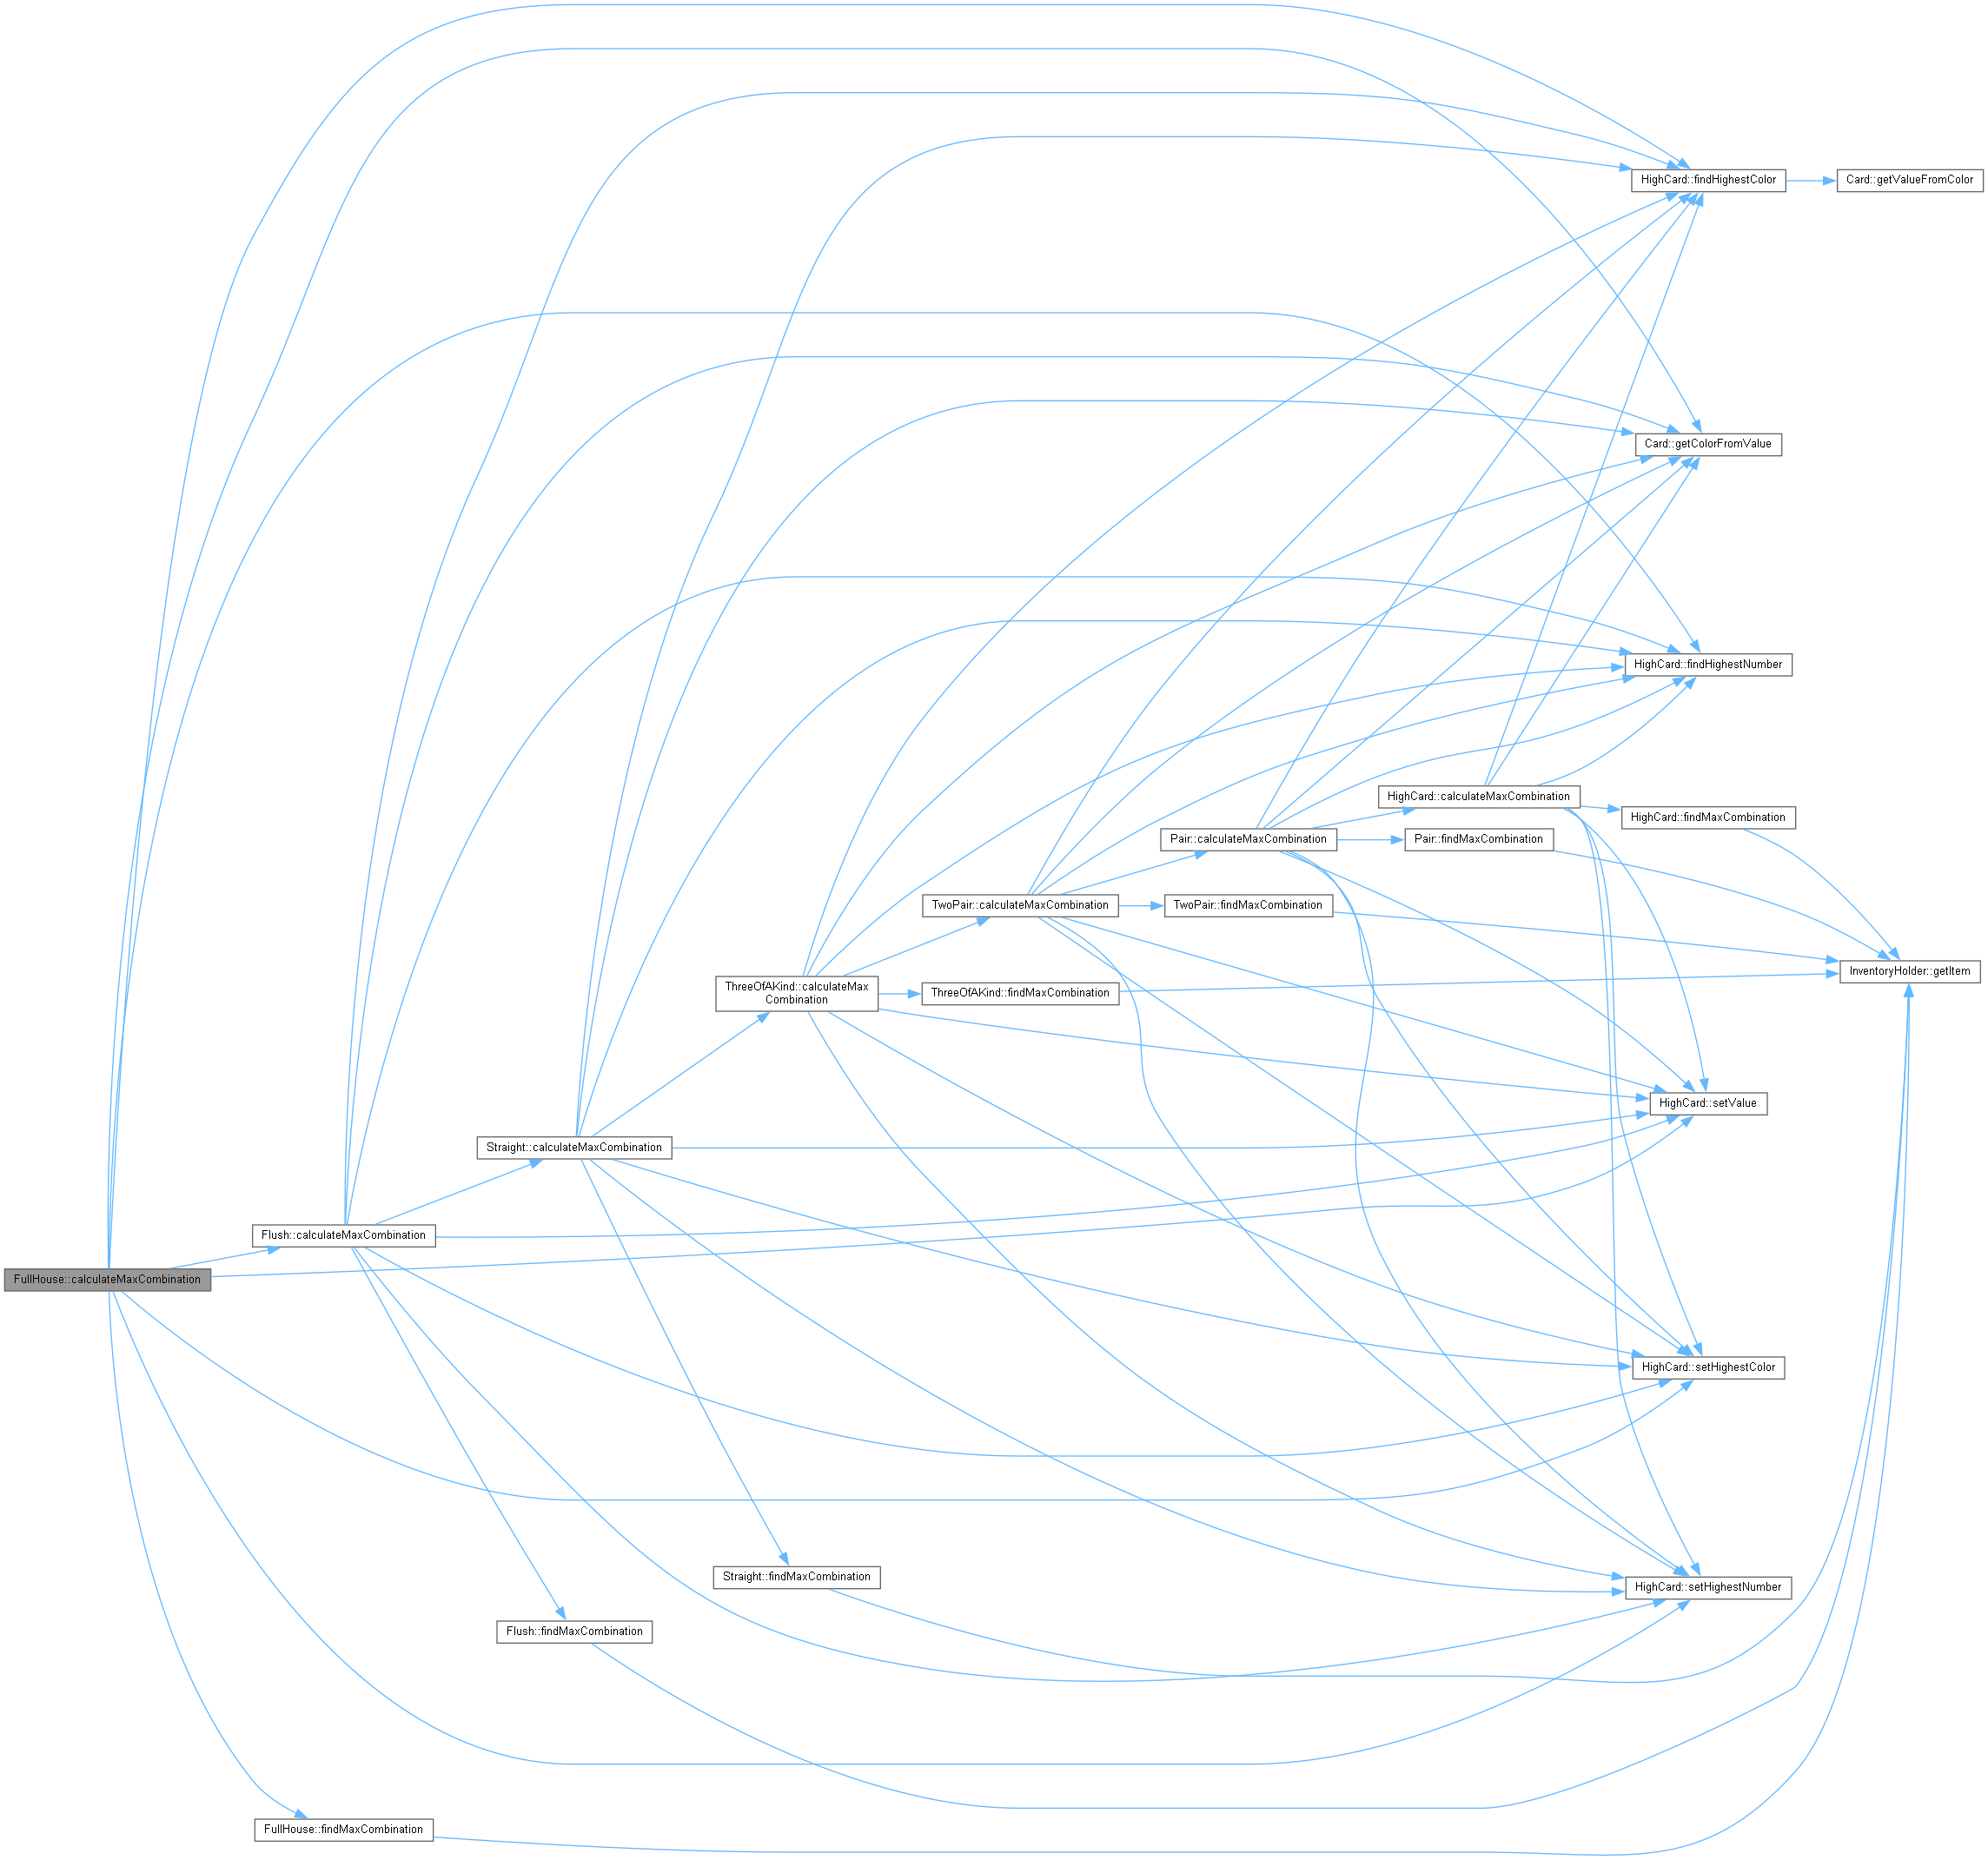 HighCard::findHighestColor
Card::getValueFromColor
Card::getColorFromValue
HighCard::findHighestNumber
HighCard::calculateMaxCombination
HighCard::findMaxCombination
Pair::calculateMaxCombination
Pair::findMaxCombination
TwoPair::calculateMaxCombination
TwoPair::findMaxCombination
InventoryHolder::getItem
ThreeOfAKind::calculateMax
Combination
ThreeOfAKind::findMaxCombination
HighCard::setValue
Straight::calculateMaxCombination
Flush::calculateMaxCombination
FullHouse::calculateMaxCombination
HighCard::setHighestColor
Straight::findMaxCombination
HighCard::setHighestNumber
Flush::findMaxCombination
FullHouse::findMaxCombination